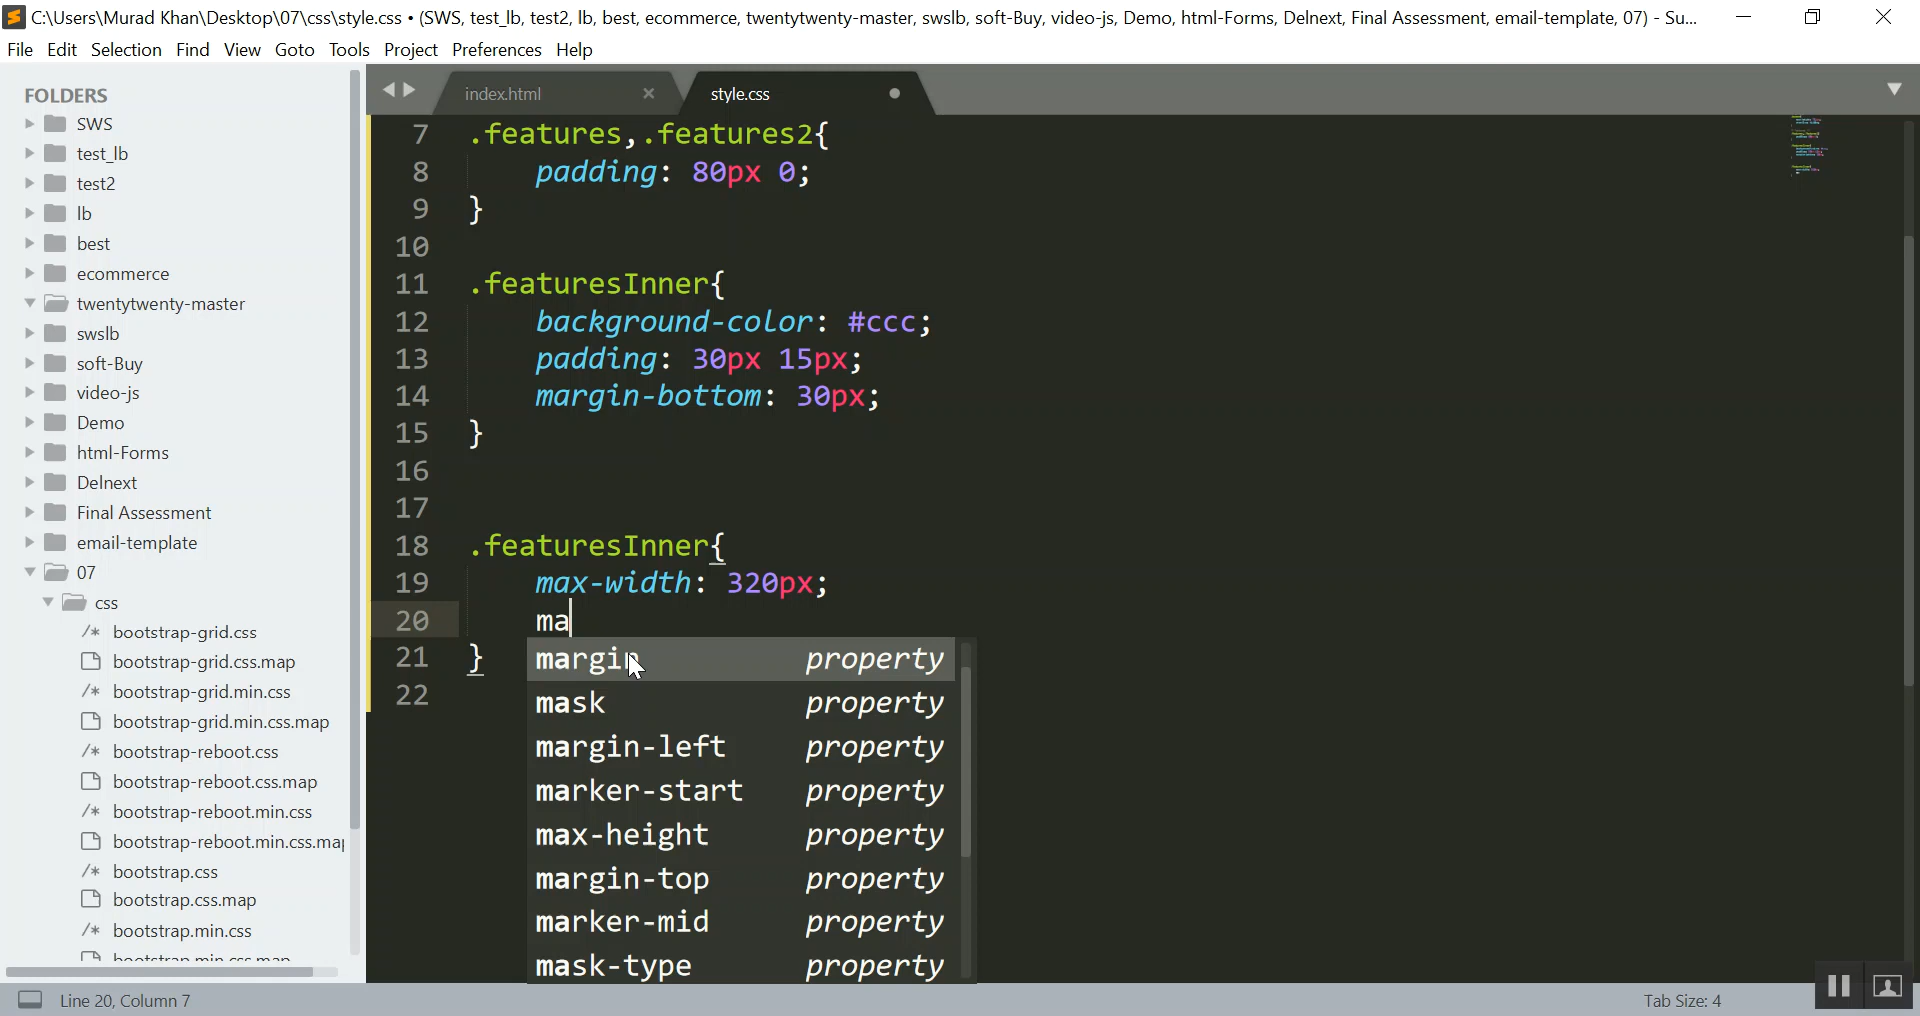 C:\Users\Murad Khan\Desktop\07\css\style.css • (SWS, test_lb, test2, lb, best, ecommerce, twentytwenty-master, swslb, soft-Buy, video-js, Demo, html-Forms, Delnext, Final Assessment, email-template, 07) - Su...
File Edit Selection Find View Goto Tools Project Preferences Help
FOLDERS
SWS
test_lb
test2
lb
best
ecommerce
twentytwenty-master
swslb
soft-Buy
video-js
Demo
html-Forms
Delnext
Final Assessment
email-template
07
css
/* bootstrap-grid.css
bootstrap-grid.css.map
/* bootstrap-grid.min.css
bootstrap-grid.min.css.map
/* bootstrap-reboot.css
bootstrap-reboot.css.map
/* bootstrap-reboot.min.css
bootstrap-reboot.min.css.ma
/* bootstrap.css
bootstrap.css.map
/* bootstrap.min.css
bootstrap.min.css.map
index.html
style.css
7 .features,.features2{
8 padding: 80px 0;
9 }
10
11 .featuresInner{
12 background-color: #ccc;
13 padding: 30px 15px;
14 margin-bottom: 30px;
15 }
16
17
18 .featuresInner{
19 max-width: 320px;
20 ma
21 }
22
margin property
mask property
margin-left property
marker-start property
max-height property
margin-top property
marker-mid property
mask-type property
Line 20, Column 7
Tab Size: 4